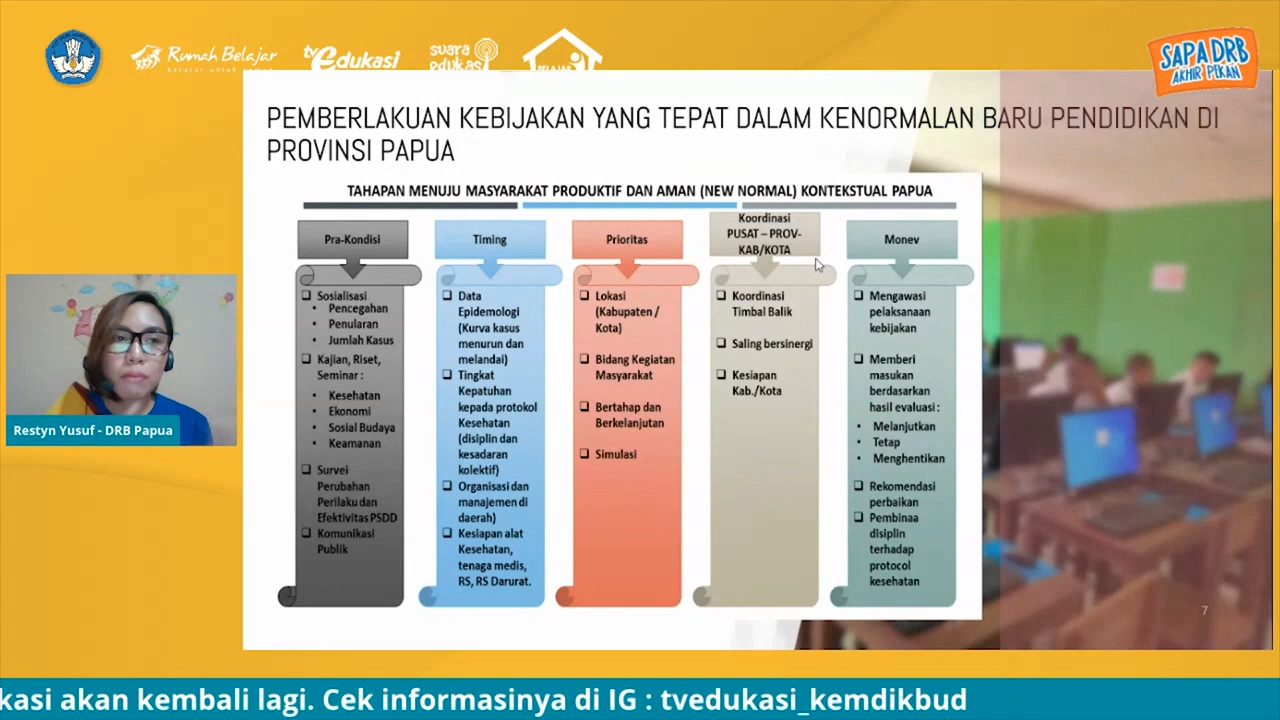 Rumah Belajar
belajar untuk semua
tv edukasi
suara edukasi
BELAJAR
SAPA DRB
AKHIR PEKAN
PEMBERLAKUAN KEBIJAKAN YANG TEPAT DALAM KENORMALAN BARU PENDIDIKAN DI
PROVINSI PAPUA
TAHAPAN MENUJU MASYARAKAT PRODUKTIF DAN AMAN (NEW NORMAL) KONTEKSTUAL PAPUA
Pra-Kondisi
Sosialisasi
Pencegahan
Penularan
Jumlah Kasus
Kajian, Riset,
Seminar :
Kesehatan
Ekonomi
Sosial Budaya
Keamanan
Survei
Perubahan
Perilaku dan
Efektivitas PSDD
Komunikasi
Publik
Timing
Data
Epidemologi
(Kurva kasus
menurun dan
melandai)
Tingkat
Kepatuhan
kepada protokol
Kesehatan
(disiplin dan
kesadaran
kolektif)
Organisasi dan
manajemen di
daerah)
Kesiapan alat
Kesehatan,
tenaga medis,
RS, RS Darurat.
Prioritas
Lokasi
(Kabupaten /
Kota)
Bidang Kegiatan
Masyarakat
Bertahap dan
Berkelanjutan
Simulasi
Koordinasi
PUSAT – PROV-
KAB/KOTA
Koordinasi
Timbal Balik
Saling bersinergi
Kesiapan
Kab./Kota
Monev
Mengawasi
pelaksanaan
kebijakan
Memberi
masukan
berdasarkan
hasil evaluasi :
Melanjutkan
Tetap
Menghentikan
Rekomendasi
perbaikan
Pembinaa
disiplin
terhadap
protocol
kesehatan
7
Restyn Yusuf - DRB Papua
kasi akan kembali lagi. Cek informasinya di IG : tvedukasi_kemdikbud